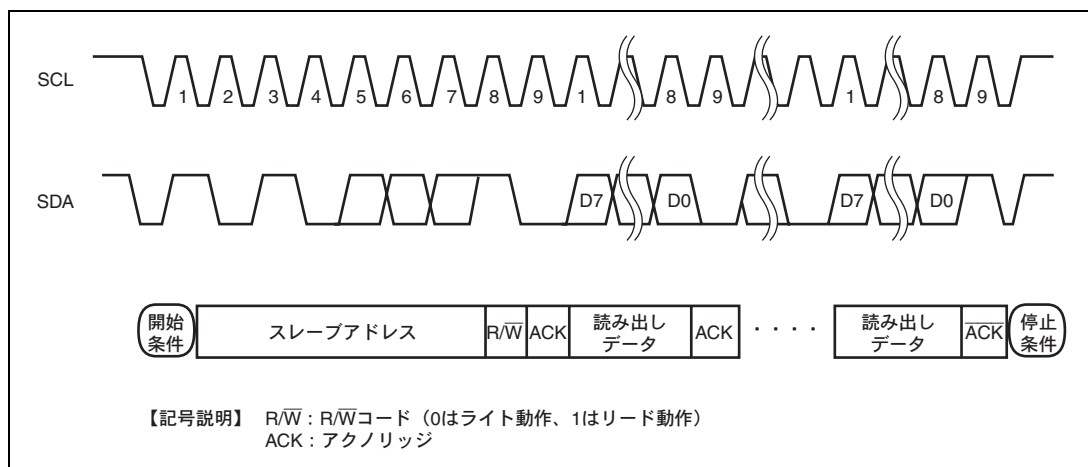 SCL
1 2 3 4 5 6 7 8 9 1 8 9 1 8 9
SDA
D7 D0 D7 D0
開始
条件
スレーブアドレス
R/W̅
ACK
読み出し
データ
ACK
・・・・
読み出し
データ
A̅C̅K̅
停止
条件
【記号説明】 R/W̅:R/W̅コード(0はライト動作、1はリード動作)
ACK:アクノリッジ